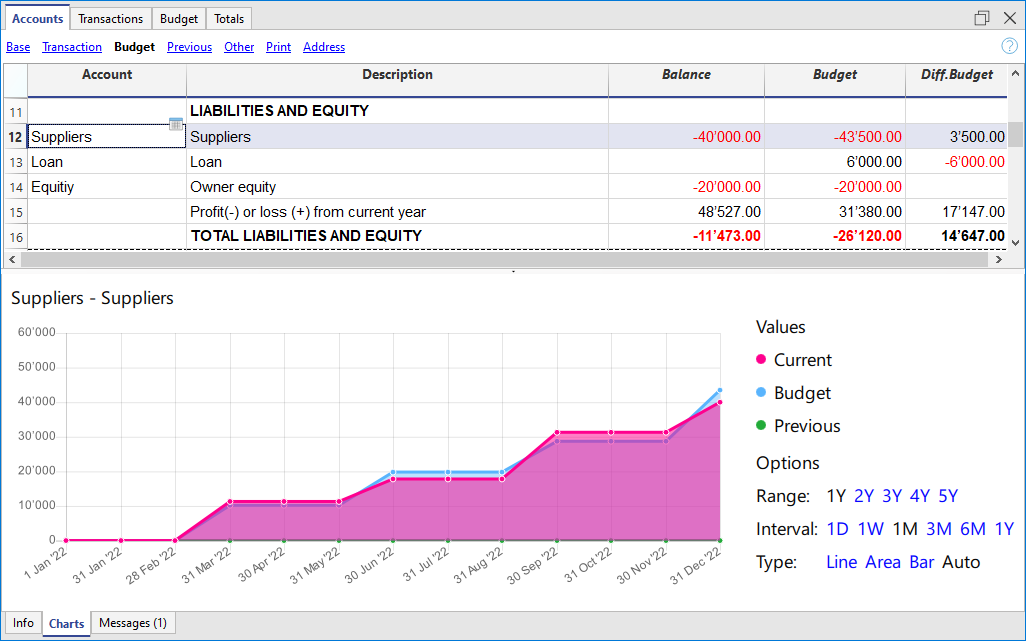 Accounts Transactions Budget Totals
Base Transaction Budget Previous Other Print Address ?
Account Description Balance Budget Diff.Budget
11 LIABILITIES AND EQUITY
12 Suppliers Suppliers -40’000.00 -43’500.00 3’500.00
13 Loan Loan 6’000.00 -6’000.00
14 Equitiy Owner equity -20’000.00 -20’000.00
15 Profit(-) or loss (+) from current year 48’527.00 31’380.00 17’147.00
16 TOTAL LIABILITIES AND EQUITY -11’473.00 -26’120.00 14’647.00
Suppliers - Suppliers
60’000
50’000
40’000
30’000
20’000
10’000
0
1 Jan '22 31 Jan '22 28 Feb '22 31 Mar '22 30 Apr '22 31 May '22 30 Jun '22 31 Jul '22 31 Aug '22 30 Sep '22 31 Oct '22 30 Nov '22 31 Dec '22
Values
Current
Budget
Previous
Options
Range: 1Y 2Y 3Y 4Y 5Y
Interval: 1D 1W 1M 3M 6M 1Y
Type: Line Area Bar Auto
Info Charts Messages (1)